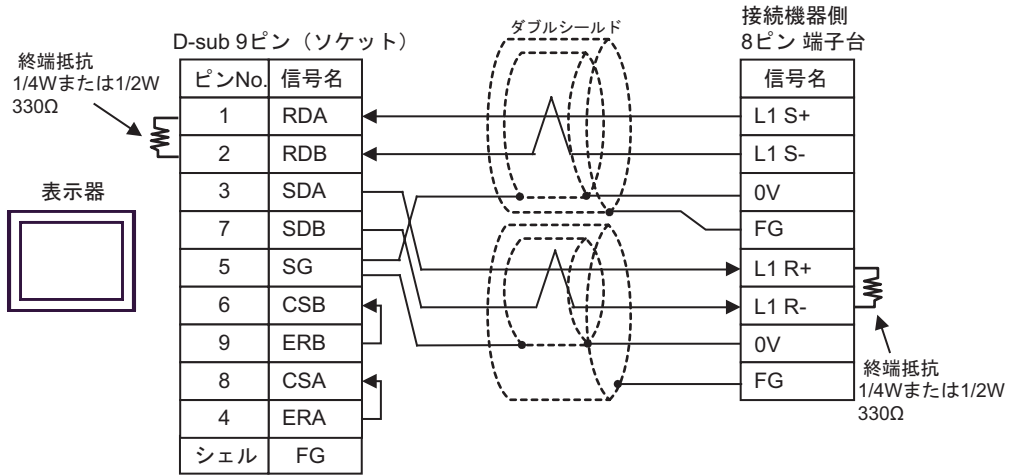 接続機器側
8ピン 端子台
ダブルシールド
D-sub 9ピン（ソケット）
終端抵抗
1/4Wまたは1/2W
330Ω
表示器
ピンNo. 信号名
1 RDA
2 RDB
3 SDA
7 SDB
5 SG
6 CSB
9 ERB
8 CSA
4 ERA
シェル FG
信号名
L1 S+
L1 S-
0V
FG
L1 R+
L1 R-
0V
FG
終端抵抗
1/4Wまたは1/2W
330Ω